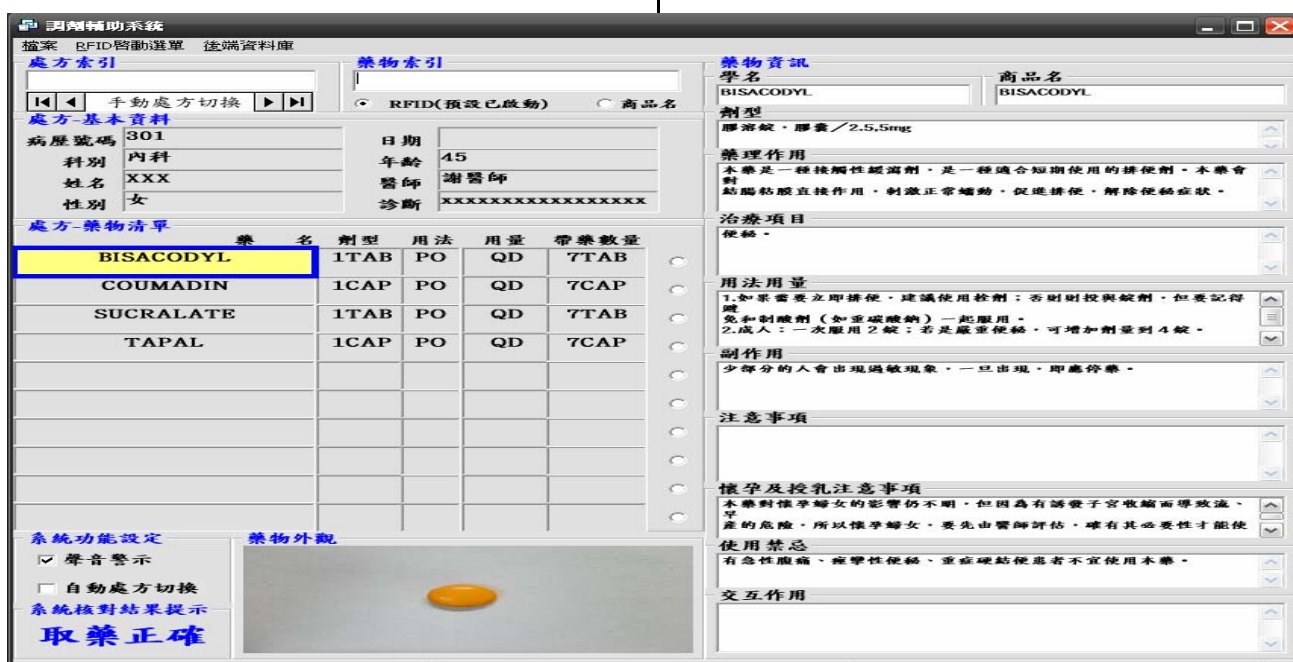 調劑輔助系統
檔案 RFID啓動選單 後端資料庫
處方索引
手動處方切換
藥物索引
RFID(預設已啟動) 商品名
處方-基本資料
病歷號碼 301 日期
科別 內科 年齡 45
姓名 XXX 醫師 謝醫師
性別 女 診斷 XXXXXXXXXXXXXXXXX
處方-藥物清單
藥 名 劑型 用法 用量 帶藥數量
BISACODYL 1TAB PO QD 7TAB
COUMADIN 1CAP PO QD 7CAP
SUCRALATE 1TAB PO QD 7TAB
TAPAL 1CAP PO QD 7CAP
系統功能設定
聲音警示
自動處方切換
系統核對結果提示
取藥正確
藥物外觀
藥物資訊
學名 商品名
BISACODYL BISACODYL
劑型
膠溶錠，膠囊／2.5,5mg
藥理作用
本藥是一種接觸性緩瀉劑，是一種適合短期使用的排便劑。本藥會
對
結腸粘膜直接作用，刺激正常蠕動，促進排便，解除便秘症狀。
治療項目
便秘。
用法用量
1.如果需要立即排便，建議使用栓劑；否則則投與錠劑，但要記得
避
免和制酸劑（如重碳酸鈉）一起服用。
2.成人：一次服用2錠；若是嚴重便秘，可增加劑量到4錠。
副作用
少部分的人會出現過敏現象，一旦出現，即應停藥。
注意事項
懷孕及授乳注意事項
本藥對懷孕婦女的影響仍不明，但因為有誘發子宮收縮而導致流、
早
產的危險，所以懷孕婦女，要先由醫師評估，確有其必要性才能使
使用禁忌
有急性腹痛、痙攣性便秘、重症硬結便患者不宜使用本藥。
交互作用